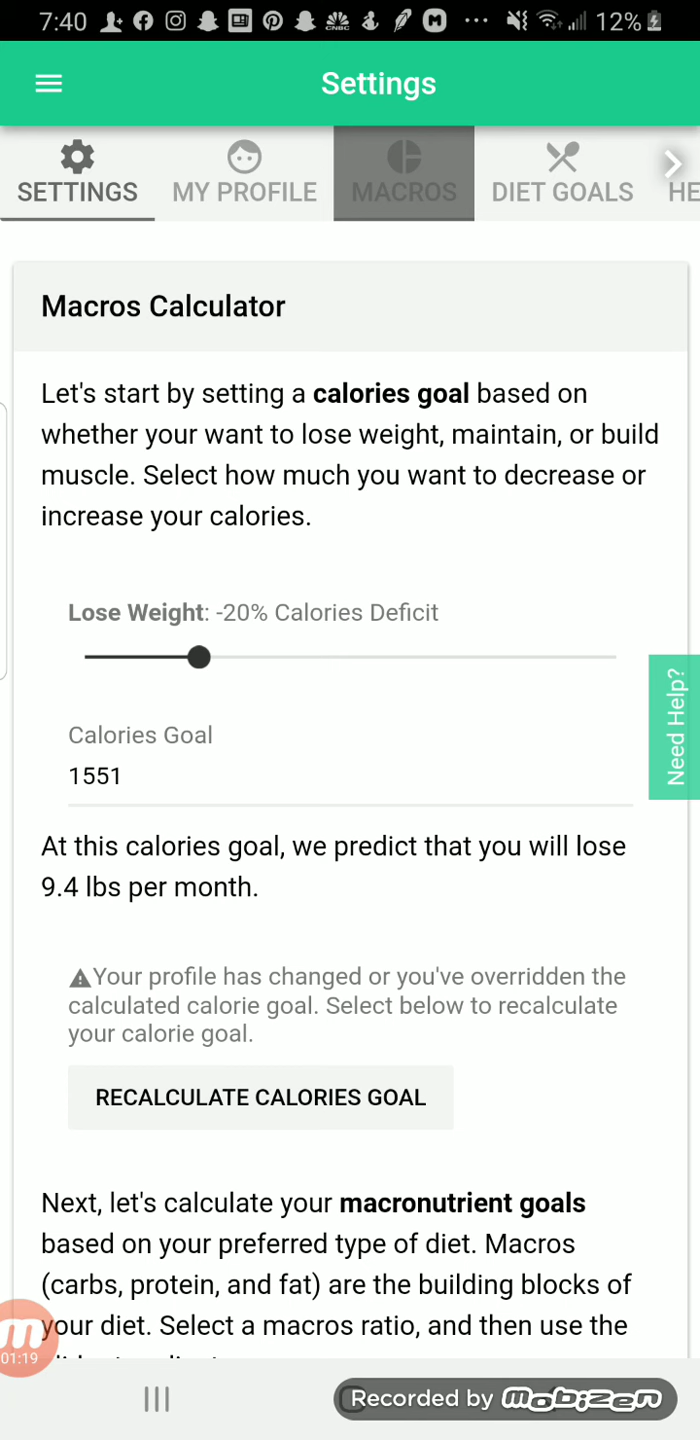 7:40
CNBC
12%
Settings
SETTINGS
MY PROFILE
MACROS
DIET GOALS
HE
Macros Calculator
Let's start by setting a calories goal based on
whether your want to lose weight, maintain, or build
muscle. Select how much you want to decrease or
increase your calories.
Lose Weight: -20% Calories Deficit
Need Help?
Calories Goal
1551
At this calories goal, we predict that you will lose
9.4 lbs per month.
Your profile has changed or you've overridden the
calculated calorie goal. Select below to recalculate
your calorie goal.
RECALCULATE CALORIES GOAL
Next, let's calculate your macronutrient goals
based on your preferred type of diet. Macros
(carbs, protein, and fat) are the building blocks of
your diet. Select a macros ratio, and then use the
01:19
Recorded by mobizen